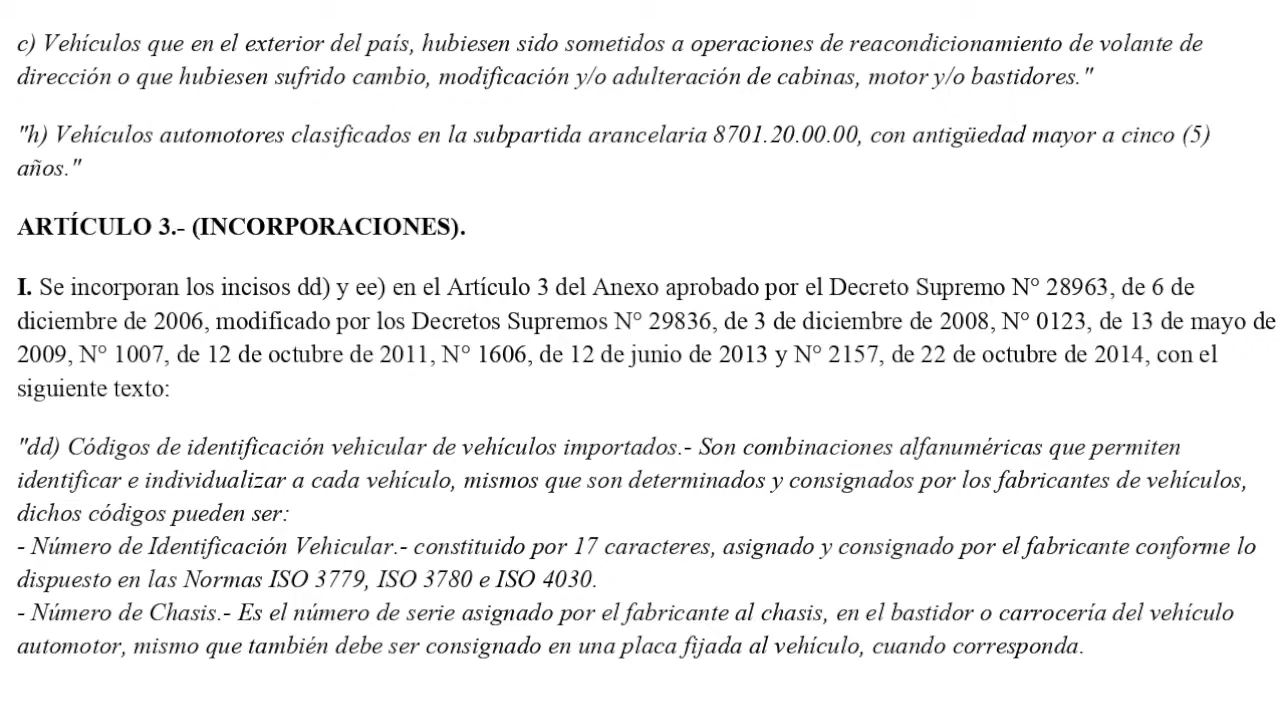 c) Vehículos que en el exterior del país, hubiesen sido sometidos a operaciones de reacondicionamiento de volante de
dirección o que hubiesen sufrido cambio, modificación y/o adulteración de cabinas, motor y/o bastidores."
"h) Vehículos automotores clasificados en la subpartida arancelaria 8701.20.00.00, con antigüedad mayor a cinco (5)
años."
ARTÍCULO 3.- (INCORPORACIONES).
I. Se incorporan los incisos dd) y ee) en el Artículo 3 del Anexo aprobado por el Decreto Supremo N° 28963, de 6 de
diciembre de 2006, modificado por los Decretos Supremos N° 29836, de 3 de diciembre de 2008, N° 0123, de 13 de mayo de
2009, N° 1007, de 12 de octubre de 2011, N° 1606, de 12 de junio de 2013 y N° 2157, de 22 de octubre de 2014, con el
siguiente texto:
"dd) Códigos de identificación vehicular de vehículos importados.- Son combinaciones alfanuméricas que permiten
identificar e individualizar a cada vehículo, mismos que son determinados y consignados por los fabricantes de vehículos,
dichos códigos pueden ser:
- Número de Identificación Vehicular.- constituido por 17 caracteres, asignado y consignado por el fabricante conforme lo
dispuesto en las Normas ISO 3779, ISO 3780 e ISO 4030.
- Número de Chasis.- Es el número de serie asignado por el fabricante al chasis, en el bastidor o carrocería del vehículo
automotor, mismo que también debe ser consignado en una placa fijada al vehículo, cuando corresponda.